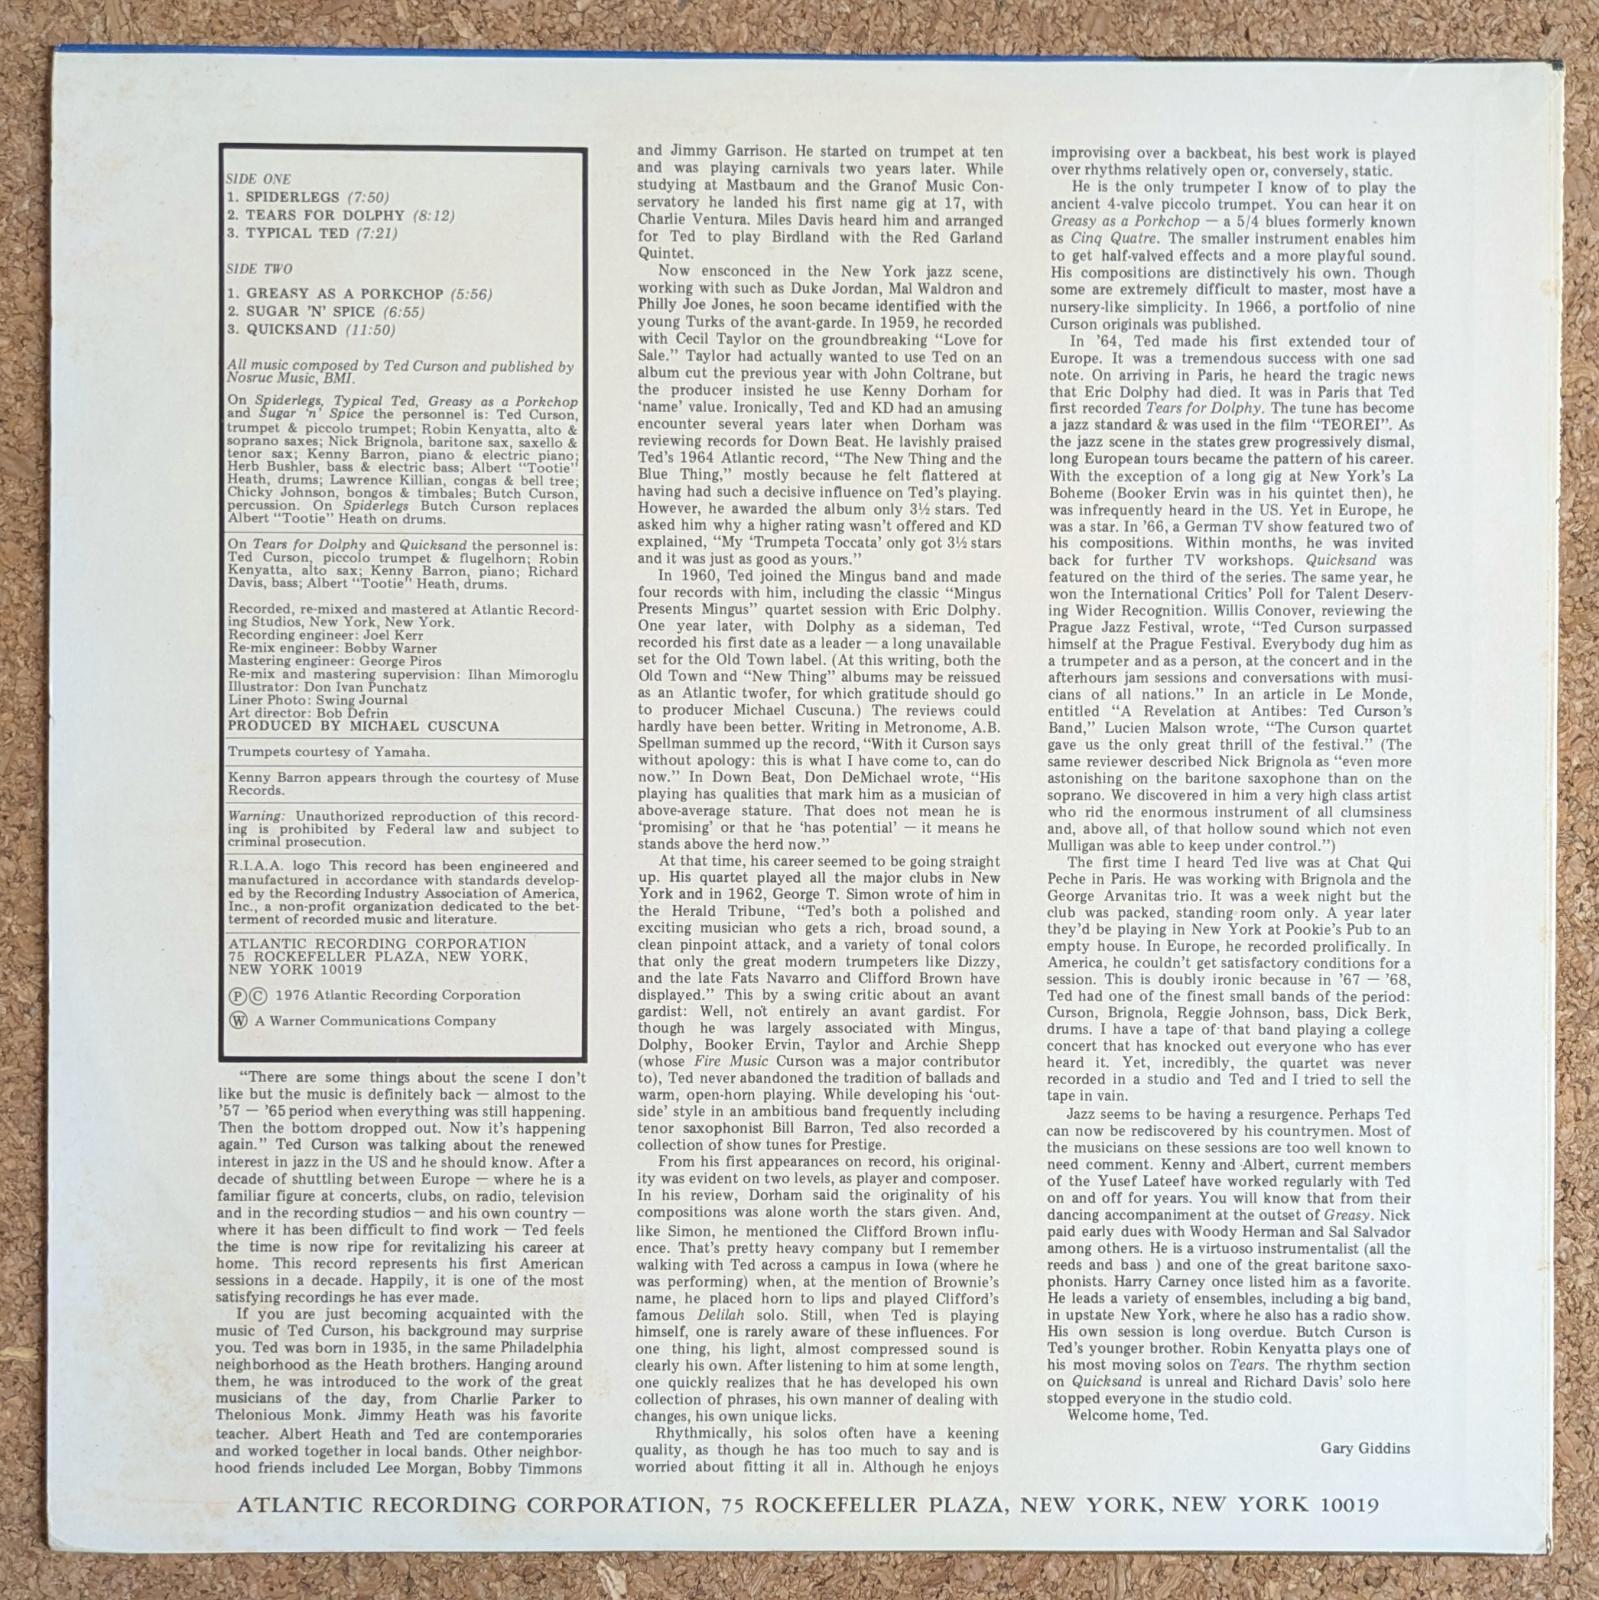 SIDE ONE
1. SPIDERLEGS (7:50)
2. TEARS FOR DOLPHY (8:12)
3. TYPICAL TED (7:21)
SIDE TWO
1. GREASY AS A PORKCHOP (5:56)
2. SUGAR 'N' SPICE (6:55)
3. QUICKSAND (11:50)
All music composed by Ted Curson and published by
Nosruc Music, BMI.
On Spiderlegs, Typical Ted, Greasy as a Porkchop
and Sugar 'n' Spice the personnel is: Ted Curson,
trumpet & piccolo trumpet; Robin Kenyatta, alto &
soprano saxes; Nick Brignola, baritone sax, saxello &
tenor sax; Kenny Barron, piano & electric piano;
Herb Bushler, bass & electric bass; Albert "Tootie"
Heath, drums; Lawrence Killian, congas & bell tree;
Chicky Johnson, bongos & timbales; Butch Curson,
percussion. On Spiderlegs Butch Curson replaces
Albert "Tootie" Heath on drums.
On Tears for Dolphy and Quicksand the personnel is:
Ted Curson, piccolo trumpet & flugelhorn; Robin
Kenyatta, alto sax; Kenny Barron, piano; Richard
Davis, bass; Albert "Tootie" Heath, drums.
Recorded, re-mixed and mastered at Atlantic Record-
ing Studios, New York, New York.
Recording engineer: Joel Kerr
Re-mix engineer: Bobby Warner
Mastering engineer: George Piros
Re-mix and mastering supervision: Ilhan Mimoroglu
Illustrator: Don Ivan Punchatz
Liner Photo: Swing Journal
Art director: Bob Defrin
PRODUCED BY MICHAEL CUSCUNA
Trumpets courtesy of Yamaha.
Kenny Barron appears through the courtesy of Muse
Records.
Warning: Unauthorized reproduction of this record-
ing is prohibited by Federal law and subject to
criminal prosecution.
R.I.A.A. logo This record has been engineered and
manufactured in accordance with standards develop-
ed by the Recording Industry Association of America,
Inc., a non-profit organization dedicated to the bet-
terment of recorded music and literature.
ATLANTIC RECORDING CORPORATION
75 ROCKEFELLER PLAZA, NEW YORK,
NEW YORK 10019
Ⓟ© 1976 Atlantic Recording Corporation
Ⓦ A Warner Communications Company
"There are some things about the scene I don't
like but the music is definitely back — almost to the
'57 — '65 period when everything was still happening.
Then the bottom dropped out. Now it's happening
again." Ted Curson was talking about the renewed
interest in jazz in the US and he should know. After a
decade of shuttling between Europe — where he is a
familiar figure at concerts, clubs, on radio, television
and in the recording studios — and his own country —
where it has been difficult to find work — Ted feels
the time is now ripe for revitalizing his career at
home. This record represents his first American
sessions in a decade. Happily, it is one of the most
satisfying recordings he has ever made.
If you are just becoming acquainted with the
music of Ted Curson, his background may surprise
you. Ted was born in 1935, in the same Philadelphia
neighborhood as the Heath brothers. Hanging around
them, he was introduced to the work of the great
musicians of the day, from Charlie Parker to
Thelonious Monk. Jimmy Heath was his favorite
teacher. Albert Heath and Ted are contemporaries
and worked together in local bands. Other neighbor-
hood friends included Lee Morgan, Bobby Timmons
and Jimmy Garrison. He started on trumpet at ten
and was playing carnivals two years later. While
studying at Mastbaum and the Granof Music Con-
servatory he landed his first name gig at 17, with
Charlie Ventura. Miles Davis heard him and arranged
for Ted to play Birdland with the Red Garland
Quintet.
Now ensconced in the New York jazz scene,
working with such as Duke Jordan, Mal Waldron and
Philly Joe Jones, he soon became identified with the
young Turks of the avant-garde. In 1959, he recorded
with Cecil Taylor on the groundbreaking "Love for
Sale." Taylor had actually wanted to use Ted on an
album cut the previous year with John Coltrane, but
the producer insisted he use Kenny Dorham for
'name' value. Ironically, Ted and KD had an amusing
encounter several years later when Dorham was
reviewing records for Down Beat. He lavishly praised
Ted's 1964 Atlantic record, "The New Thing and the
Blue Thing," mostly because he felt flattered at
having had such a decisive influence on Ted's playing.
However, he awarded the album only 3½ stars. Ted
asked him why a higher rating wasn't offered and KD
explained, "My 'Trumpeta Toccata' only got 3½ stars
and it was just as good as yours."
In 1960, Ted joined the Mingus band and made
four records with him, including the classic "Mingus
Presents Mingus" quartet session with Eric Dolphy.
One year later, with Dolphy as a sideman, Ted
recorded his first date as a leader — a long unavailable
set for the Old Town label. (At this writing, both the
Old Town and "New Thing" albums may be reissued
as an Atlantic twofer, for which gratitude should go
to producer Michael Cuscuna.) The reviews could
hardly have been better. Writing in Metronome, A.B.
Spellman summed up the record, "With it Curson says
without apology: this is what I have come to, can do
now." In Down Beat, Don DeMichael wrote, "His
playing has qualities that mark him as a musician of
above-average stature. That does not mean he is
'promising' or that he 'has potential' — it means he
stands above the herd now."
At that time, his career seemed to be going straight
up. His quartet played all the major clubs in New
York and in 1962, George T. Simon wrote of him in
the Herald Tribune, "Ted's both a polished and
exciting musician who gets a rich, broad sound, a
clean pinpoint attack, and a variety of tonal colors
that only the great modern trumpeters like Dizzy,
and the late Fats Navarro and Clifford Brown have
displayed." This by a swing critic about an avant
gardist: Well, not entirely an avant gardist. For
though he was largely associated with Mingus,
Dolphy, Booker Ervin, Taylor and Archie Shepp
(whose Fire Music Curson was a major contributor
to), Ted never abandoned the tradition of ballads and
warm, open-horn playing. While developing his 'out-
side' style in an ambitious band frequently including
tenor saxophonist Bill Barron, Ted also recorded a
collection of show tunes for Prestige.
From his first appearances on record, his original-
ity was evident on two levels, as player and composer.
In his review, Dorham said the originality of his
compositions was alone worth the stars given. And,
like Simon, he mentioned the Clifford Brown influ-
ence. That's pretty heavy company but I remember
walking with Ted across a campus in Iowa (where he
was performing) when, at the mention of Brownie's
name, he placed horn to lips and played Clifford's
famous Delilah solo. Still, when Ted is playing
himself, one is rarely aware of these influences. For
one thing, his light, almost compressed sound is
clearly his own. After listening to him at some length,
one quickly realizes that he has developed his own
collection of phrases, his own manner of dealing with
changes, his own unique licks.
Rhythmically, his solos often have a keening
quality, as though he has too much to say and is
worried about fitting it all in. Although he enjoys
improvising over a backbeat, his best work is played
over rhythms relatively open or, conversely, static.
He is the only trumpeter I know of to play the
ancient 4-valve piccolo trumpet. You can hear it on
Greasy as a Porkchop — a 5/4 blues formerly known
as Cinq Quatre. The smaller instrument enables him
to get half-valved effects and a more playful sound.
His compositions are distinctively his own. Though
some are extremely difficult to master, most have a
nursery-like simplicity. In 1966, a portfolio of nine
Curson originals was published.
In '64, Ted made his first extended tour of
Europe. It was a tremendous success with one sad
note. On arriving in Paris, he heard the tragic news
that Eric Dolphy had died. It was in Paris that Ted
first recorded Tears for Dolphy. The tune has become
a jazz standard & was used in the film "TEOREI". As
the jazz scene in the states grew progressively dismal,
long European tours became the pattern of his career.
With the exception of a long gig at New York's La
Boheme (Booker Ervin was in his quintet then), he
was infrequently heard in the US. Yet in Europe, he
was a star. In '66, a German TV show featured two of
his compositions. Within months, he was invited
back for further TV workshops. Quicksand was
featured on the third of the series. The same year, he
won the International Critics' Poll for Talent Deserv-
ing Wider Recognition. Willis Conover, reviewing the
Prague Jazz Festival, wrote, "Ted Curson surpassed
himself at the Prague Festival. Everybody dug him as
a trumpeter and as a person, at the concert and in the
afterhours jam sessions and conversations with musi-
cians of all nations." In an article in Le Monde,
entitled "A Revelation at Antibes: Ted Curson's
Band," Lucien Malson wrote, "The Curson quartet
gave us the only great thrill of the festival." (The
same reviewer described Nick Brignola as "even more
astonishing on the baritone saxophone than on the
soprano. We discovered in him a very high class artist
who rid the enormous instrument of all clumsiness
and, above all, of that hollow sound which not even
Mulligan was able to keep under control.")
The first time I heard Ted live was at Chat Qui
Peche in Paris. He was working with Brignola and the
George Arvanitas trio. It was a week night but the
club was packed, standing room only. A year later
they'd be playing in New York at Pookie's Pub to an
empty house. In Europe, he recorded prolifically. In
America, he couldn't get satisfactory conditions for a
session. This is doubly ironic because in '67 — '68,
Ted had one of the finest small bands of the period:
Curson, Brignola, Reggie Johnson, bass, Dick Berk,
drums. I have a tape of that band playing a college
concert that has knocked out everyone who has ever
heard it. Yet, incredibly, the quartet was never
recorded in a studio and Ted and I tried to sell the
tape in vain.
Jazz seems to be having a resurgence. Perhaps Ted
can now be rediscovered by his countrymen. Most of
the musicians on these sessions are too well known to
need comment. Kenny and Albert, current members
of the Yusef Lateef have worked regularly with Ted
on and off for years. You will know that from their
dancing accompaniment at the outset of Greasy. Nick
paid early dues with Woody Herman and Sal Salvador
among others. He is a virtuoso instrumentalist (all the
reeds and bass ) and one of the great baritone saxo-
phonists. Harry Carney once listed him as a favorite.
He leads a variety of ensembles, including a big band,
in upstate New York, where he also has a radio show.
His own session is long overdue. Butch Curson is
Ted's younger brother. Robin Kenyatta plays one of
his most moving solos on Tears. The rhythm section
on Quicksand is unreal and Richard Davis' solo here
stopped everyone in the studio cold.
Welcome home, Ted.
Gary Giddins
ATLANTIC RECORDING CORPORATION, 75 ROCKEFELLER PLAZA, NEW YORK, NEW YORK 10019